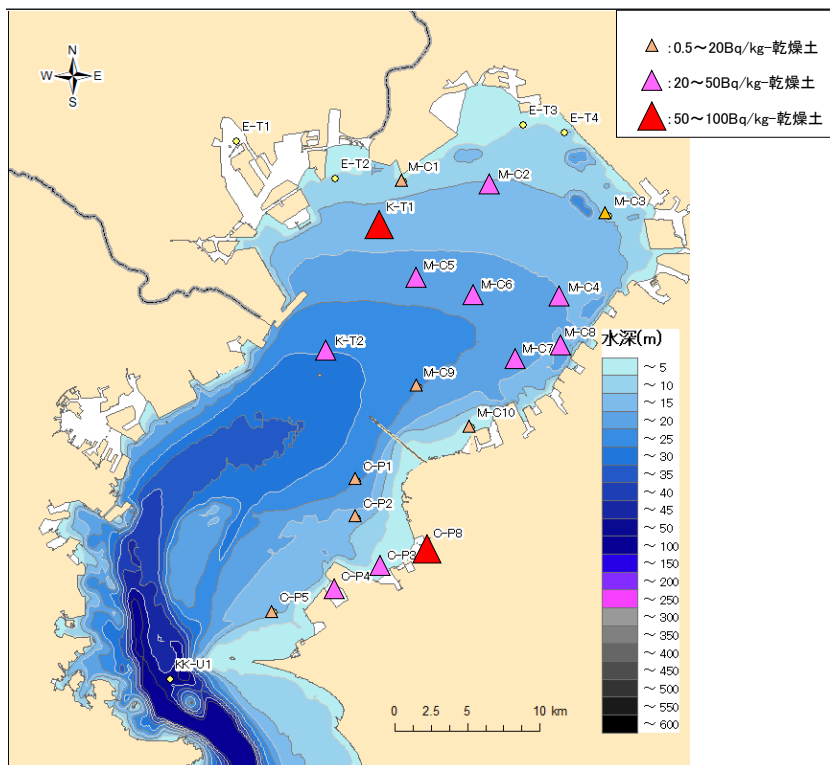 :0.5～20Bq/kg-乾燥土
:20～50Bq/kg-乾燥土
:50～100Bq/kg-乾燥土
N
W
E
S
E-T1
E-T2
E-T3
E-T4
M-C1
M-C2
M-C3
K-T1
M-C5
M-C6
M-C4
K-T2
M-C7
M-C8
M-C9
M-C10
C-P1
C-P2
C-P8
C-P3
C-P4
C-P5
KK-U1
水深(m)
～ 5
～ 10
～ 15
～ 20
～ 25
～ 30
～ 35
～ 40
～ 45
～ 50
～ 100
～ 150
～ 200
～ 250
～ 300
～ 350
～ 400
～ 450
～ 500
～ 550
～ 600
0 2.5 5 10 km